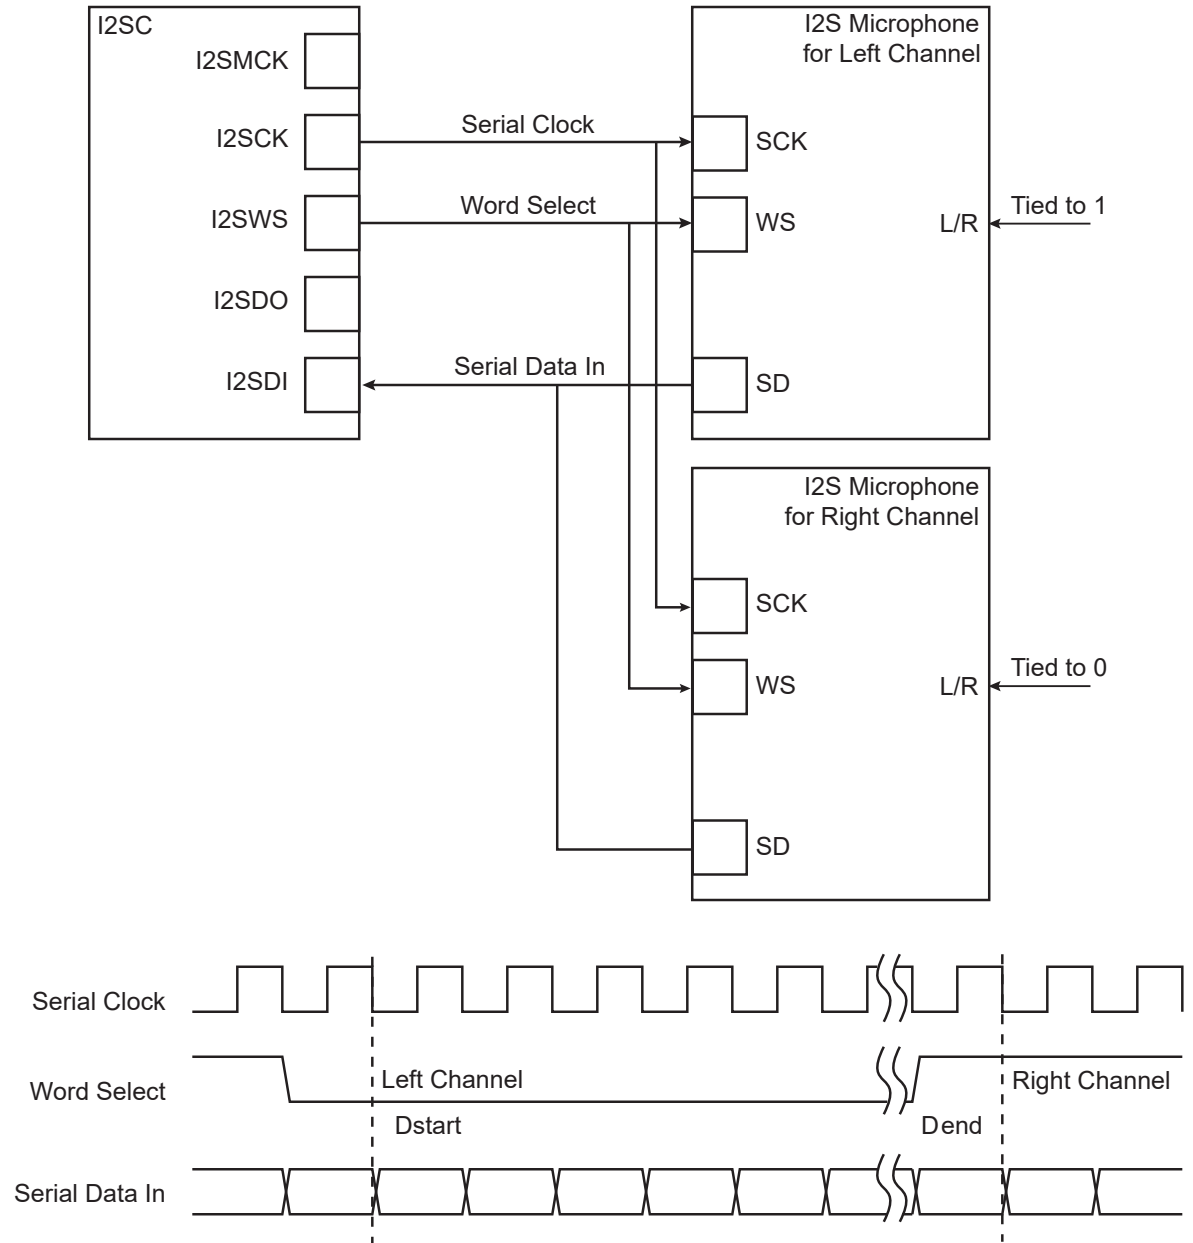 I2SC
I2SMCK
I2SCK
I2SWS
I2SDO
I2SDI
Serial Clock
Word Select
Serial Data In
I2S Microphone
for Left Channel
SCK
WS
L/R
Tied to 1
SD
I2S Microphone
for Right Channel
SCK
WS
L/R
Tied to 0
SD
Serial Clock
Word Select
Left Channel
Right Channel
Dstart
Dend
Serial Data In